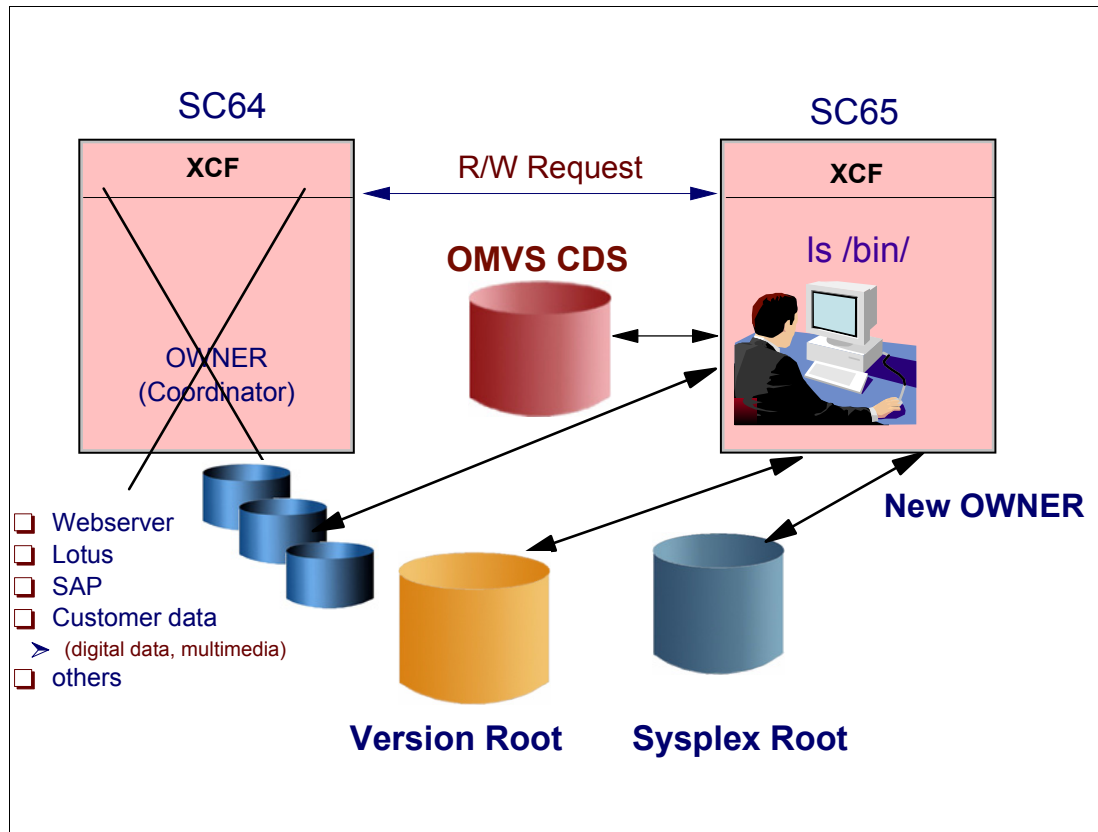 SC64
SC65
XCF
XCF
R/W Request
OMVS CDS
ls /bin/
OWNER
(Coordinator)
New OWNER
Webserver
Lotus
SAP
Customer data
(digital data, multimedia)
others
Version Root
Sysplex Root